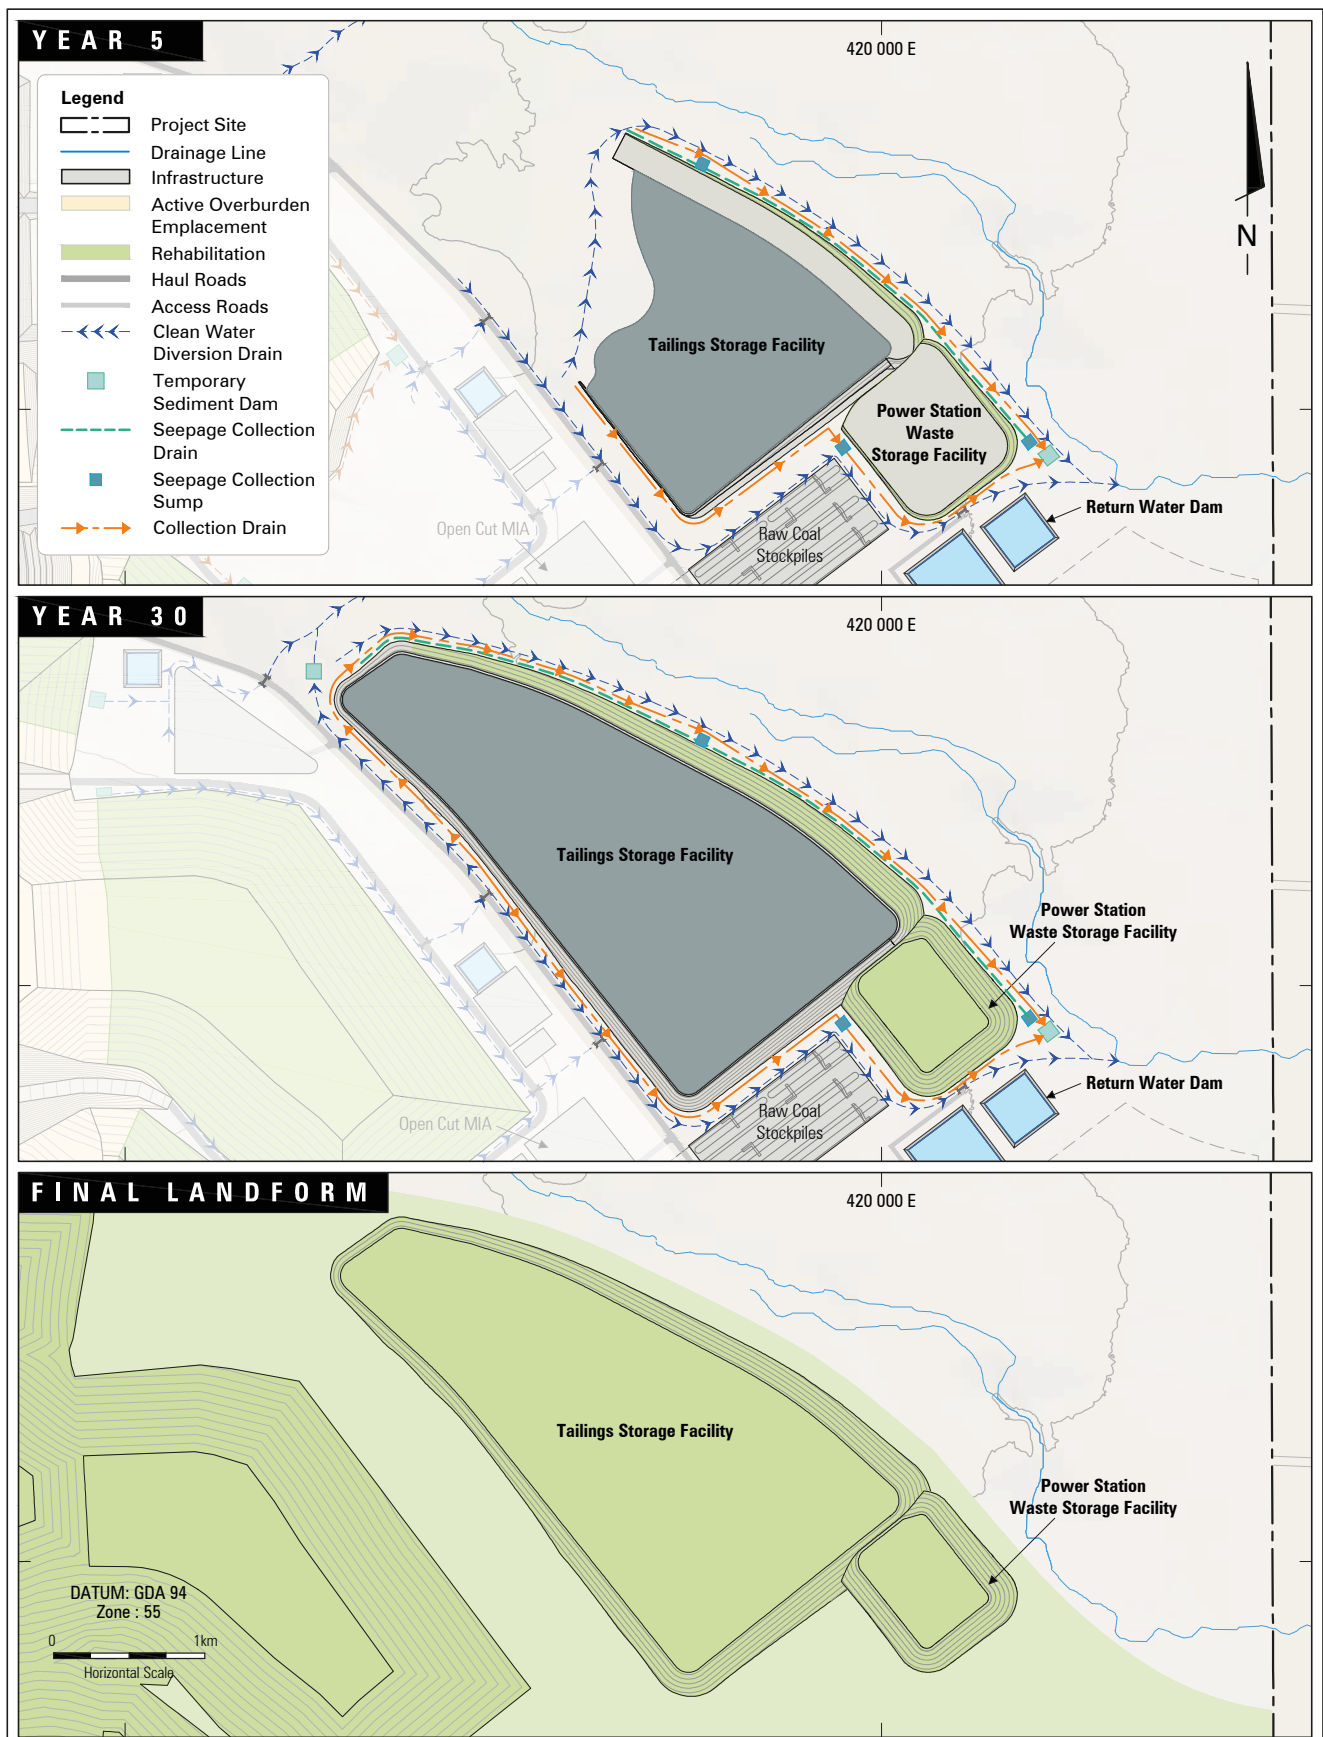 YEAR 5
420 000 E
Legend
Project Site
Drainage Line
Infrastructure
Active Overburden
Emplacement
Rehabilitation
Haul Roads
Access Roads
Clean Water
Diversion Drain
Temporary
Sediment Dam
Seepage Collection
Drain
Seepage Collection
Sump
Collection Drain
N
Tailings Storage Facility
Power Station
Waste
Storage Facility
Return Water Dam
Open Cut MIA
Raw Coal
Stockpiles
YEAR 30
420 000 E
Tailings Storage Facility
Power Station
Waste Storage Facility
Return Water Dam
Open Cut MIA
Raw Coal
Stockpiles
FINAL LANDFORM
420 000 E
Tailings Storage Facility
Power Station
Waste Storage Facility
DATUM: GDA 94
Zone : 55
0 1km
Horizontal Scale